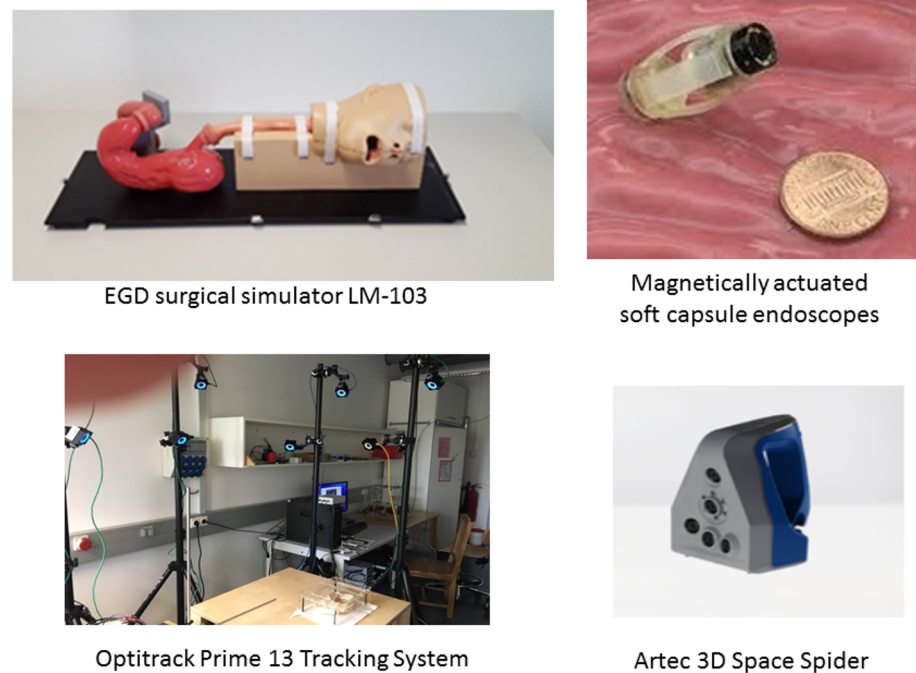 EGD surgical simulator LM-103
Magnetically actuated
soft capsule endoscopes
Optitrack Prime 13 Tracking System
Artec 3D Space Spider